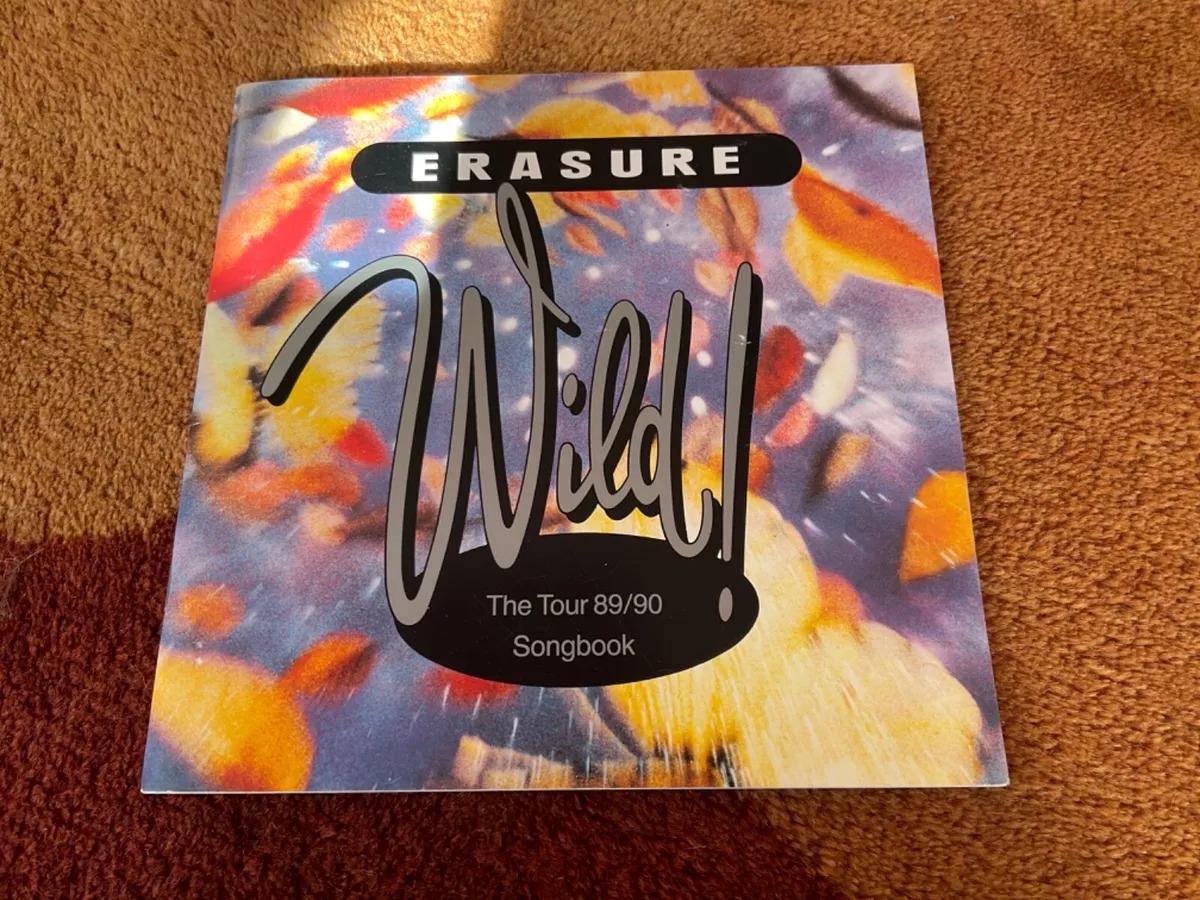 ERASURE
Wild!
The Tour 89/90
Songbook